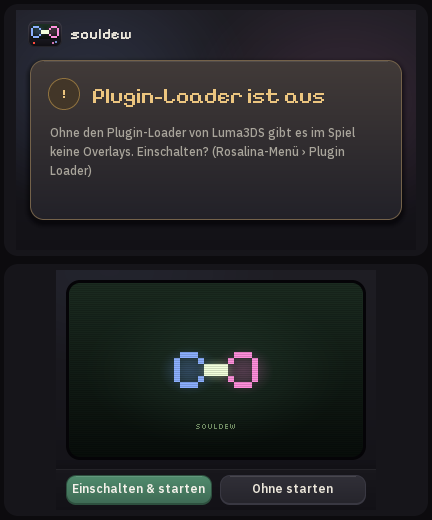 souldew
! Plugin-Loader ist aus
Ohne den Plugin-Loader von Luma3DS gibt es im Spiel
keine Overlays. Einschalten? (Rosalina-Menü › Plugin
Loader)
SOULDEW
Einschalten & starten
Ohne starten